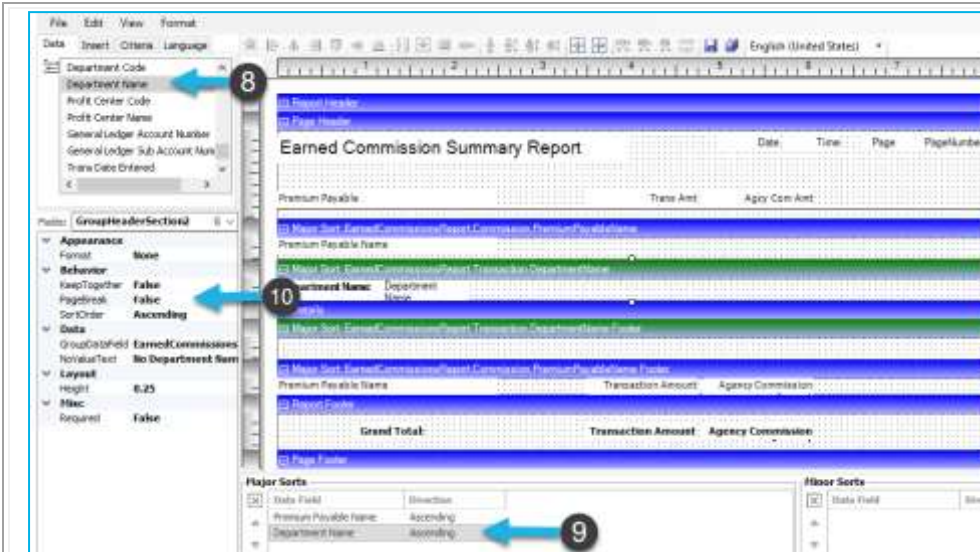 File Edit View Format
Data Insert Criteria Language
English (United States)
Department Code
Department Name
8
Profit Center Code
Profit Center Name
General Ledger Account Number
General Ledger Sub Account Num
Trans Date Entered
1 2 3 4 5 6 7
Report Header
Page Header
Earned Commission Summary Report
Date Time Page PageNumber
Premium Payable Trans Amt Agcy Com Amt
Major Sort: EarnedCommissionsReport.Commission.PremiumPayableName
Premium Payable Name
Major Sort: EarnedCommissionsReport.Transaction.DepartmentName
Department Name: Department
Name
Details
Major Sort: EarnedCommissionsReport.Transaction.DepartmentName Footer
Major Sort: EarnedCommissionsReport.Commission.PremiumPayableName Footer
Premium Payable Name Transaction Amount Agency Commission
Report Footer
Grand Total: Transaction Amount Agency Commission
Page Footer
GroupHeaderSection2
Appearance
Format None
Behavior
KeepTogether False
PageBreak False
10
SortOrder Ascending
Data
GroupDataField EarnedCommissions
NoValueText No Department Nam
Layout
Height 0.25
Misc
Required False
Major Sorts
Data Field Direction
Premium Payable Name Ascending
Department Name Ascending
9
Minor Sorts
Data Field